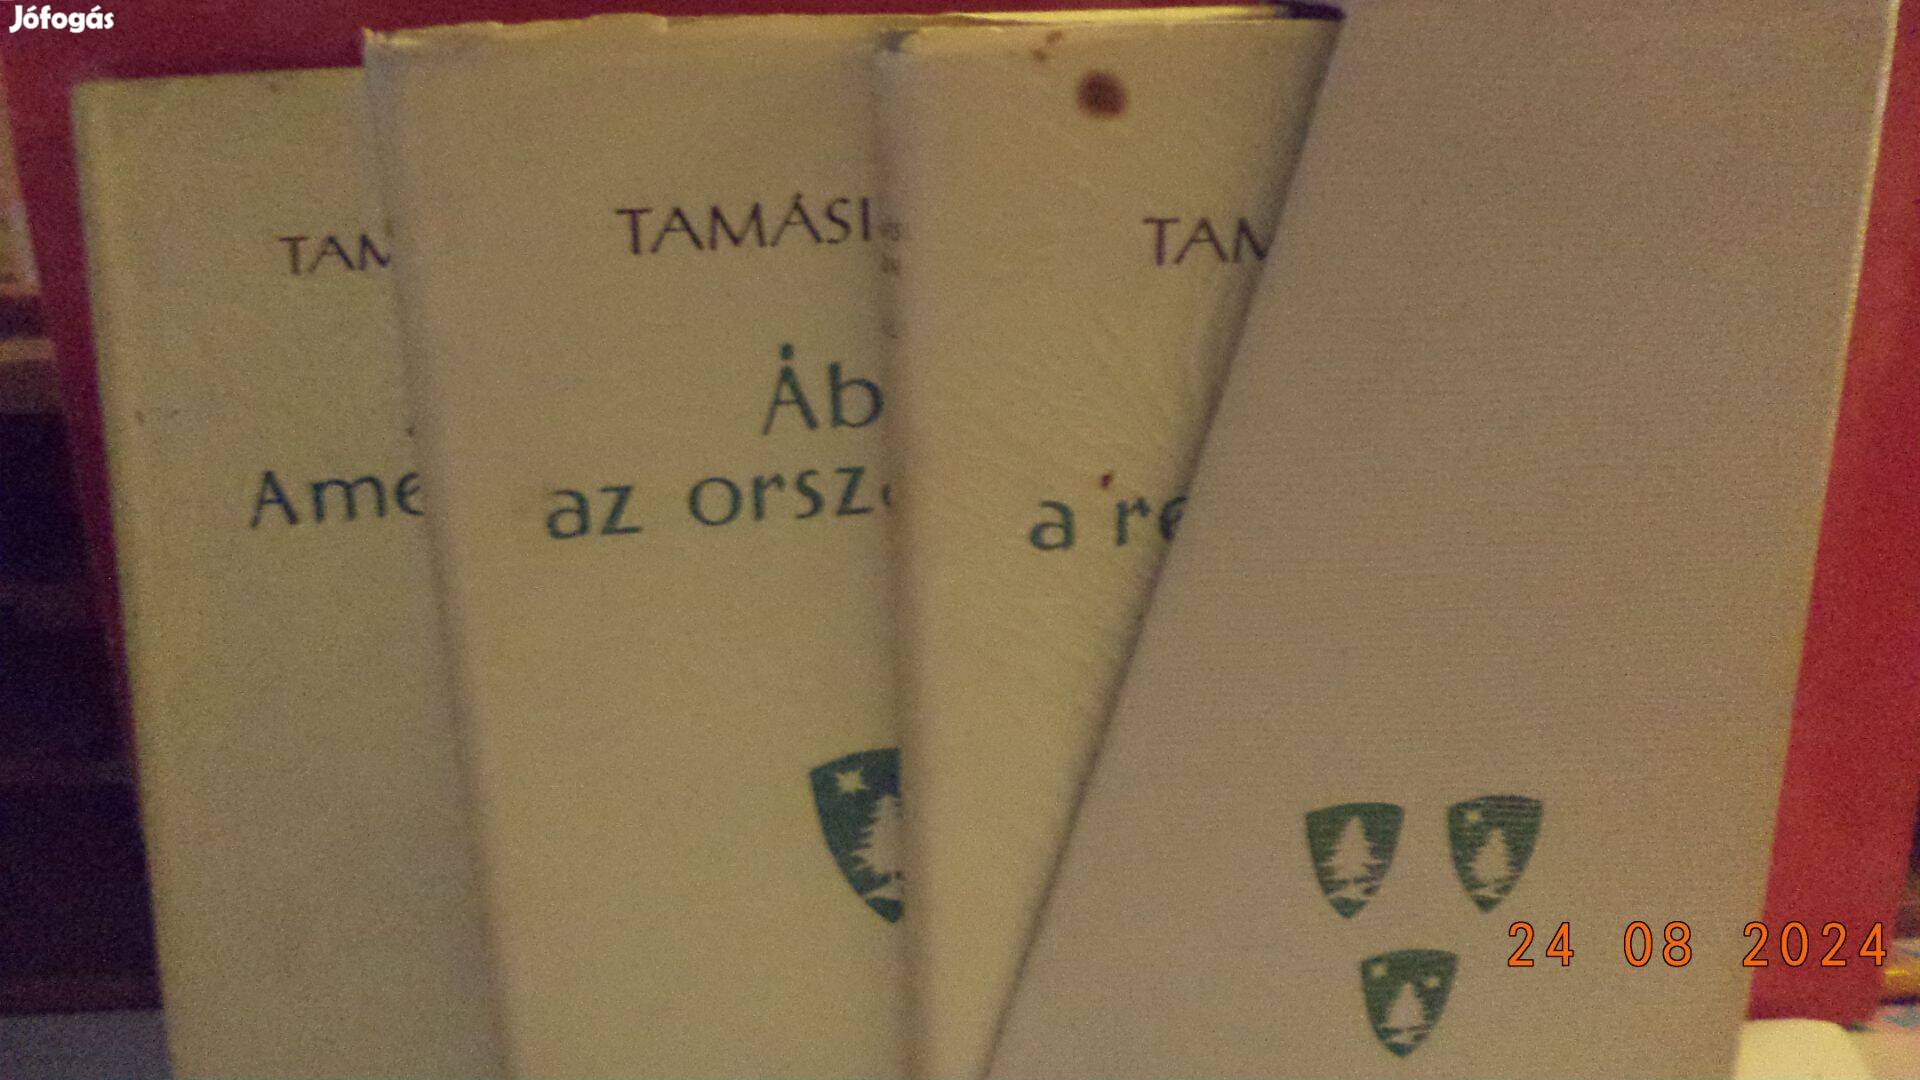 Jófogás
TAM
Ame
TAMÁSI
Áb
az orsz
TAM
a re
24 08 2024